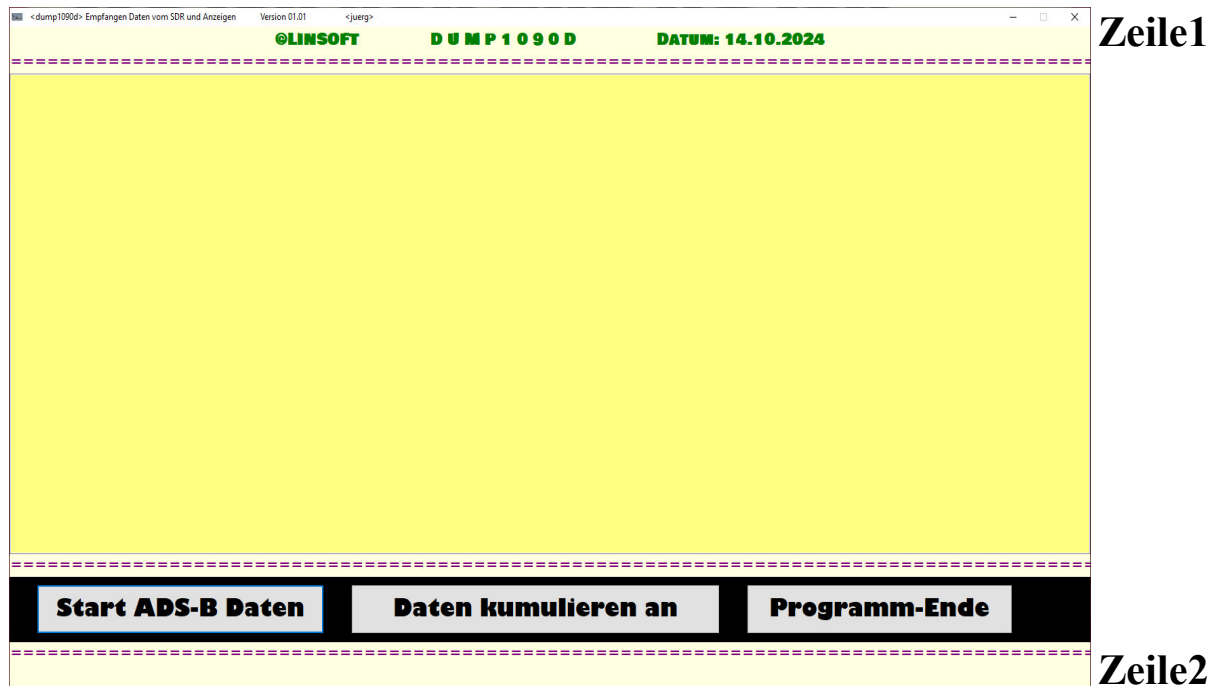 <dump1090d> Empfangen Daten vom SDR und Anzeigen Version 01.01 <juerg>
@LINSOFT D U M P 1 0 9 0 D DATUM: 14.10.2024
Zeile1
==========================================================================================
==========================================================================================
Start ADS-B Daten Daten kumulieren an Programm-Ende
==========================================================================================
Zeile2